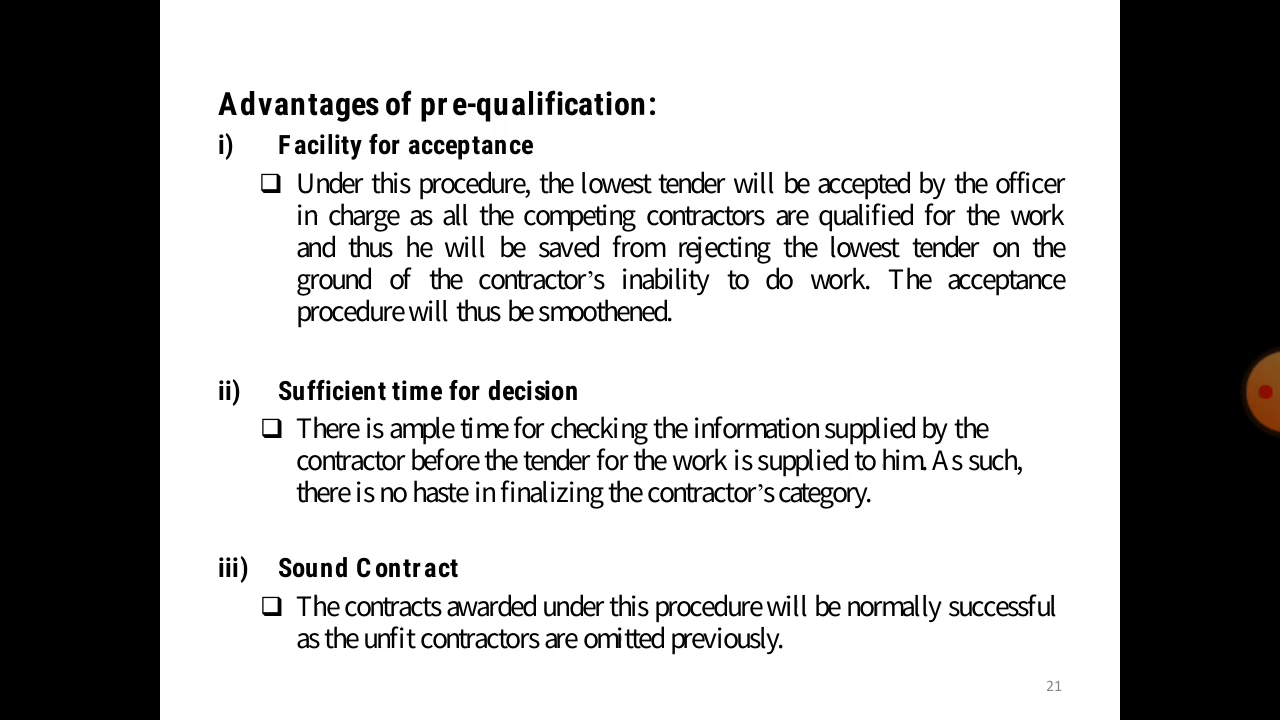 Advantages of pre-qualification:
i) Facility for acceptance
❑ Under this procedure, the lowest tender will be accepted by the officer
in charge as all the competing contractors are qualified for the work
and thus he will be saved from rejecting the lowest tender on the
ground of the contractor’s inability to do work. The acceptance
procedure will thus be smoothened.
ii) Sufficient time for decision
❑ There is ample time for checking the information supplied by the
contractor before the tender for the work is supplied to him. As such,
there is no haste in finalizing the contractor’s category.
iii) Sound Contract
❑ The contracts awarded under this procedure will be normally successful
as the unfit contractors are omitted previously.
21